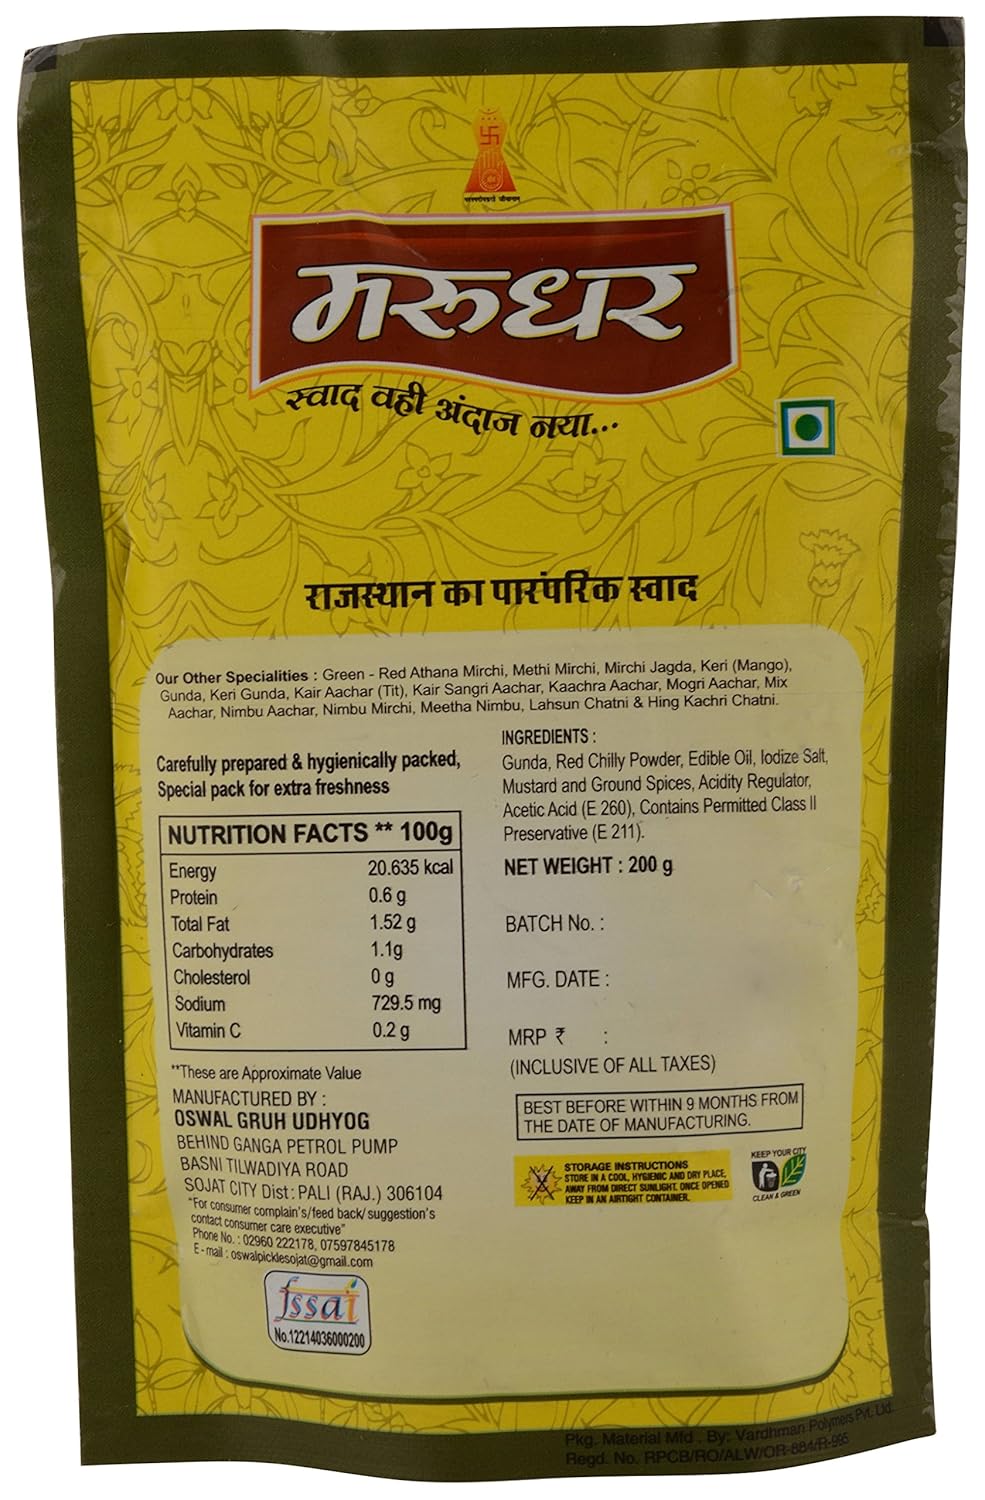 परस्परोपग्रहो जीवानाम्
मरुधर
स्वाद वही अंदाज नया...
राजस्थान का पारंपरिक स्वाद
Our Other Specialities : Green - Red Athana Mirchi, Methi Mirchi, Mirchi Jagda, Keri (Mango),
Gunda, Keri Gunda, Kair Aachar (Tit), Kair Sangri Aachar, Kaachra Aachar, Mogri Aachar, Mix
Aachar, Nimbu Aachar, Nimbu Mirchi, Meetha Nimbu, Lahsun Chatni & Hing Kachri Chatni.
Carefully prepared & hygienically packed,
Special pack for extra freshness
NUTRITION FACTS ** 100g
Energy 20.635 kcal
Protein 0.6 g
Total Fat 1.52 g
Carbohydrates 1.1g
Cholesterol 0 g
Sodium 729.5 mg
Vitamin C 0.2 g
**These are Approximate Value
MANUFACTURED BY :
OSWAL GRUH UDHYOG
BEHIND GANGA PETROL PUMP
BASNI TILWADIYA ROAD
SOJAT CITY Dist: PALI (RAJ.) 306104
"For consumer complain's/feed back/ suggestion's
contact consumer care executive"
Phone No. : 02960 222178, 07597845178
E-mail : oswalpicklesojat@gmail.com
fssai
No.12214036000200
INGREDIENTS :
Gunda, Red Chilly Powder, Edible Oil, Iodize Salt,
Mustard and Ground Spices, Acidity Regulator,
Acetic Acid (E 260), Contains Permitted Class II
Preservative (E 211).
NET WEIGHT : 200 g
BATCH No. :
MFG. DATE :
MRP ₹ :
(INCLUSIVE OF ALL TAXES)
BEST BEFORE WITHIN 9 MONTHS FROM
THE DATE OF MANUFACTURING.
STORAGE INSTRUCTIONS
STORE IN A COOL, HYGIENIC AND DRY PLACE,
AWAY FROM DIRECT SUNLIGHT. ONCE OPENED
KEEP IN AN AIRTIGHT CONTAINER.
KEEP YOUR CITY
CLEAN & GREEN
Pkg. Material Mfd . By: Vardhman Polymers Pvt. Ltd.
Regd. No. RPCB/RO/ALW/OR-884/R-995